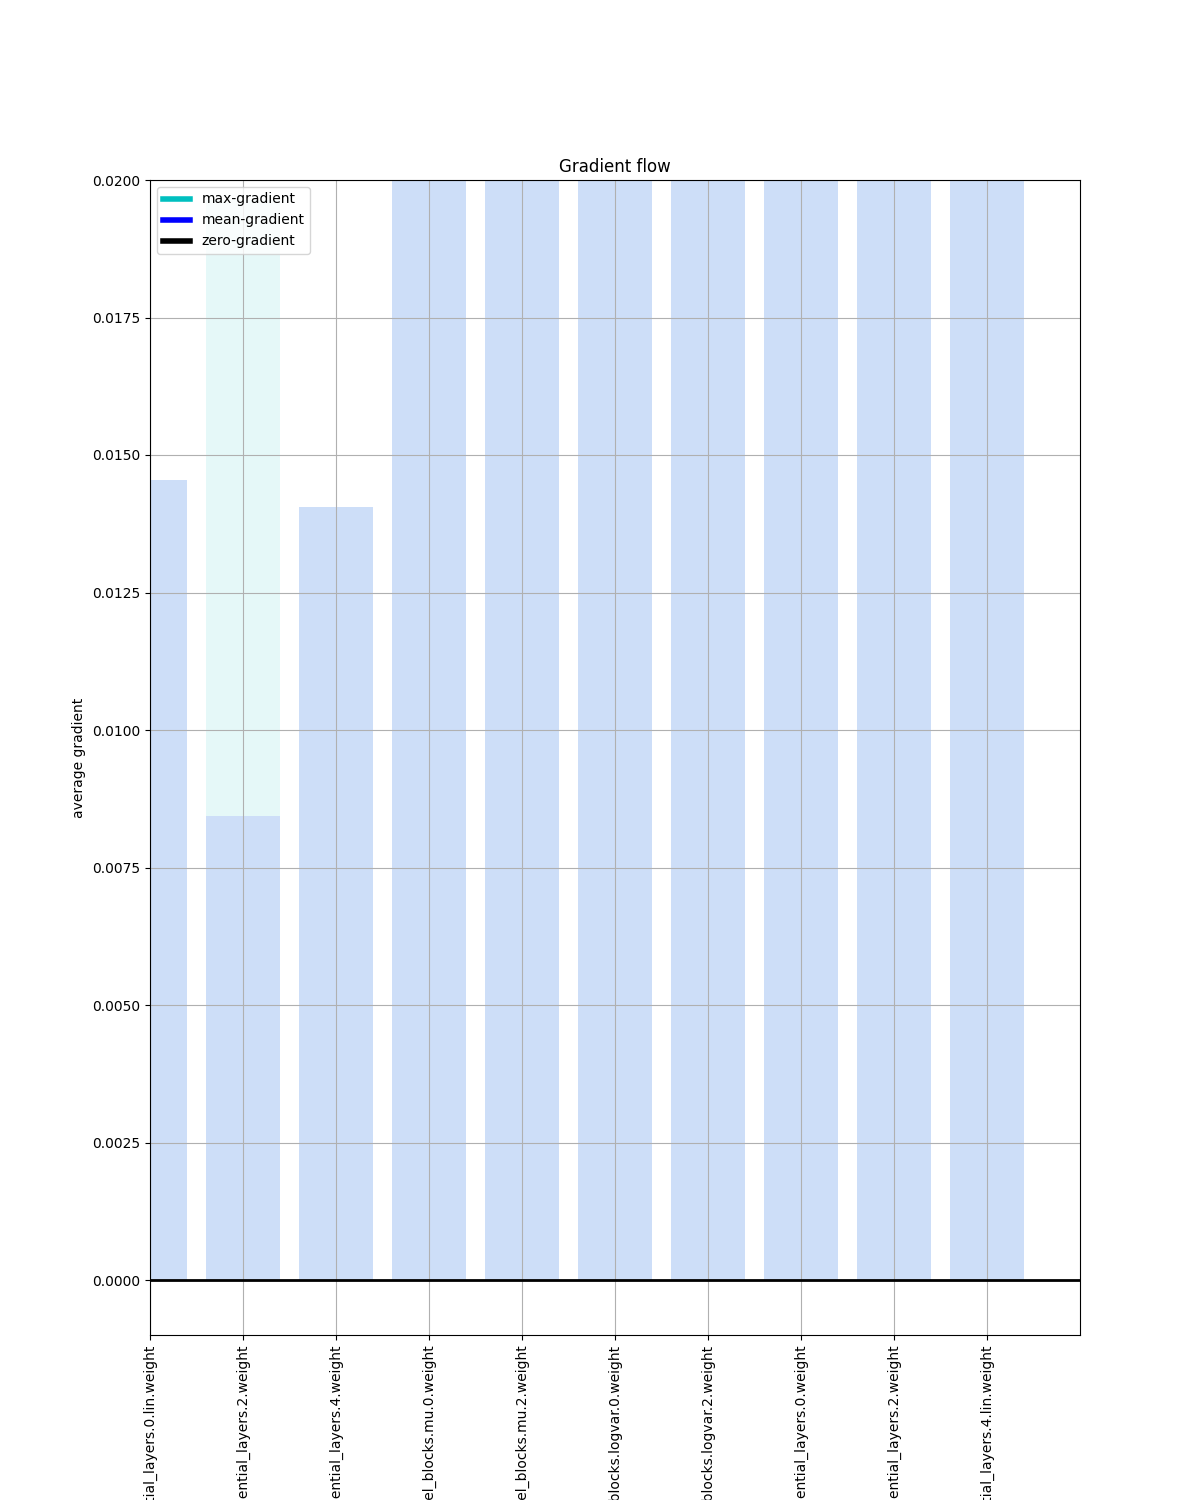 Gradient flow
max-gradient
mean-gradient
zero-gradient
0.0200
0.0175
0.0150
0.0125
0.0100
0.0075
0.0050
0.0025
0.0000
average gradient
tial_layers.0.lin.weight
ential_layers.2.weight
ential_layers.4.weight
el_blocks.mu.0.weight
el_blocks.mu.2.weight
blocks.logvar.0.weight
blocks.logvar.2.weight
ential_layers.0.weight
ential_layers.2.weight
tial_layers.4.lin.weight